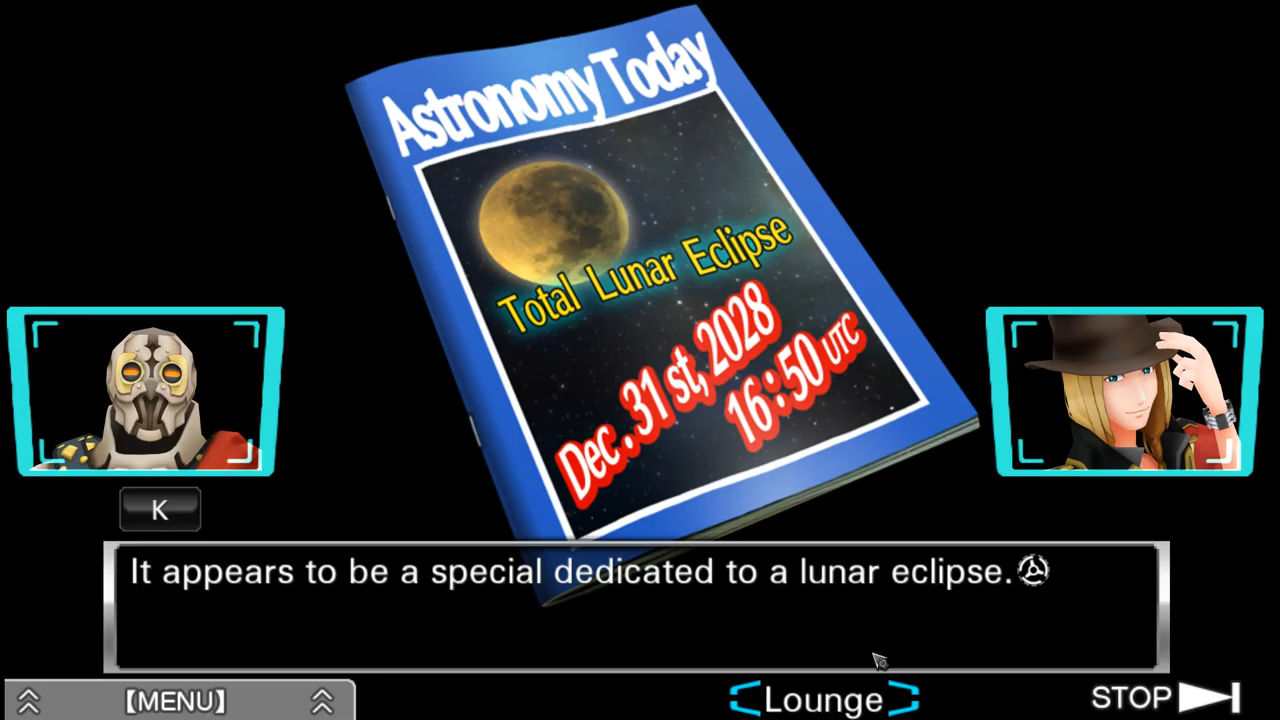 Astronomy Today
Total Lunar Eclipse
Dec. 31 st, 2028
16:50 UTC
K
It appears to be a special dedicated to a lunar eclipse.
【MENU】
Lounge
STOP